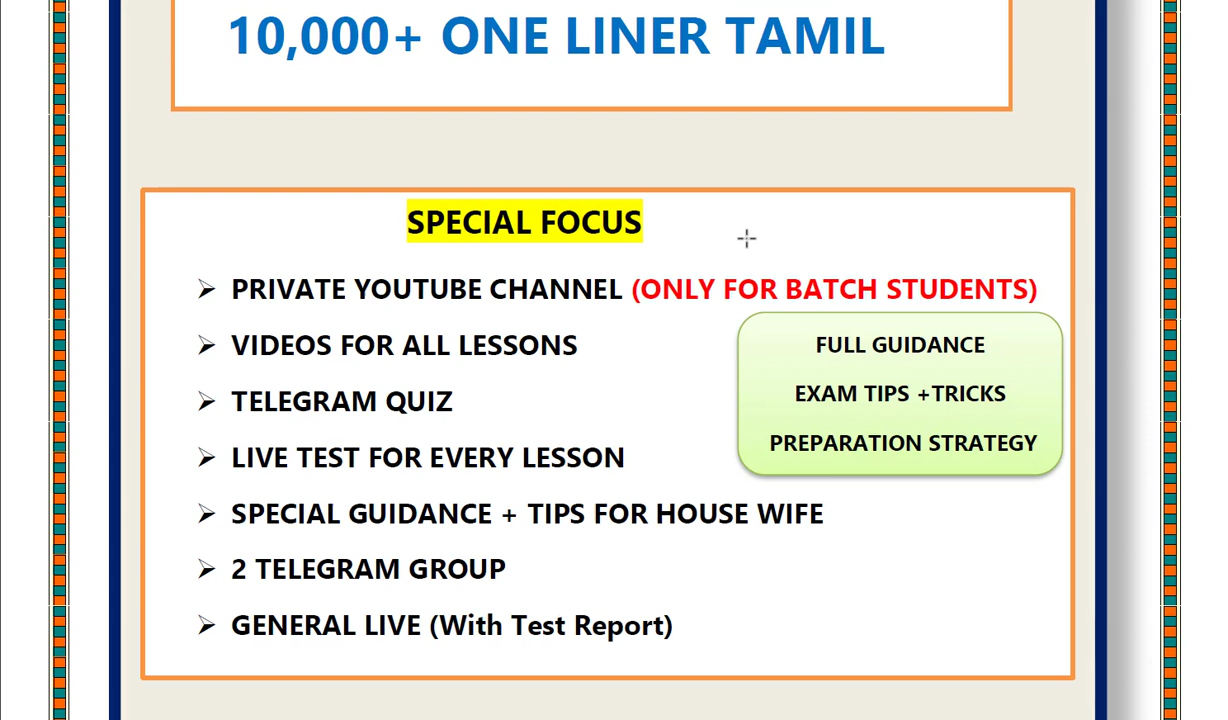 10,000+ ONE LINER TAMIL
SPECIAL FOCUS
➢ PRIVATE YOUTUBE CHANNEL (ONLY FOR BATCH STUDENTS)
➢ VIDEOS FOR ALL LESSONS
➢ TELEGRAM QUIZ
➢ LIVE TEST FOR EVERY LESSON
➢ SPECIAL GUIDANCE + TIPS FOR HOUSE WIFE
➢ 2 TELEGRAM GROUP
➢ GENERAL LIVE (With Test Report)
FULL GUIDANCE
EXAM TIPS +TRICKS
PREPARATION STRATEGY